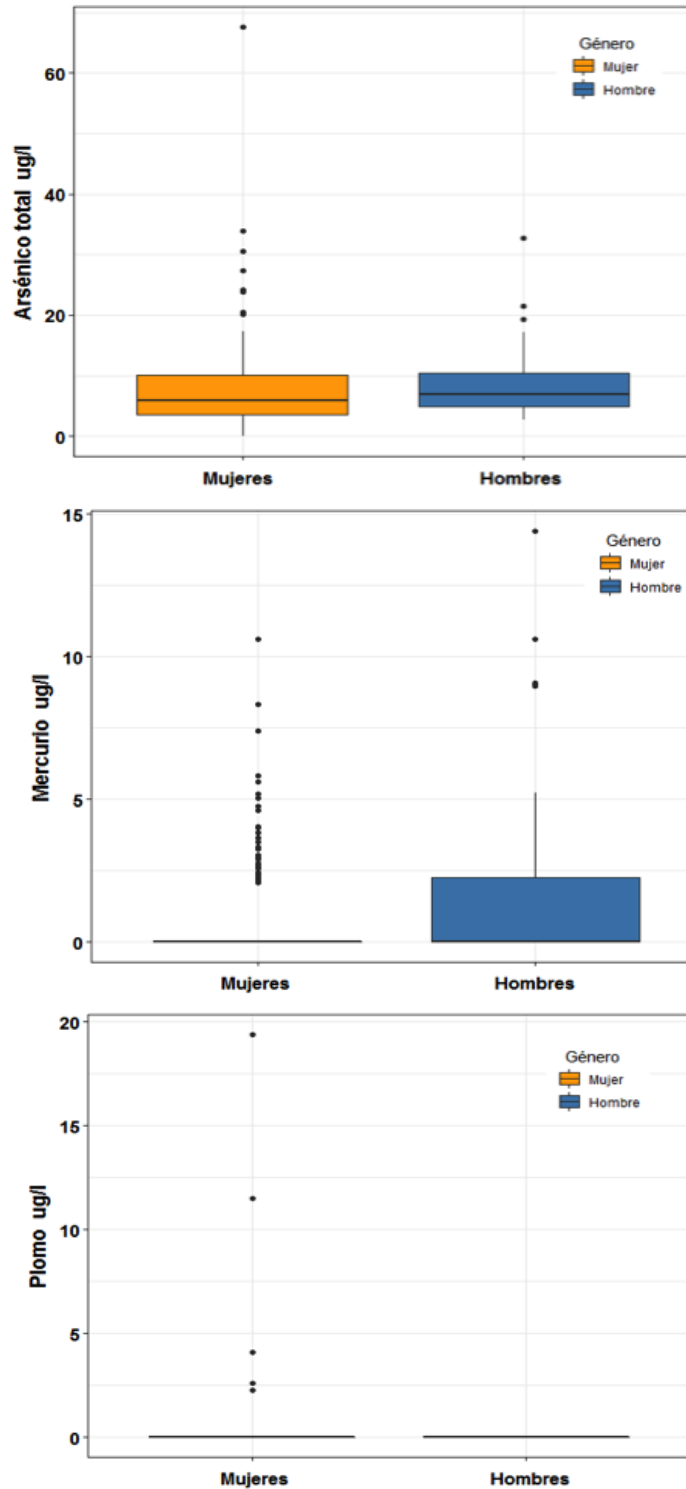 Arsénico total ug/l
60
40
20
0
Género
Mujer
Hombre
Mujeres Hombres
Mercurio ug/l
15
10
5
0
Género
Mujer
Hombre
Mujeres Hombres
Plomo ug/l
20
15
10
5
0
Género
Mujer
Hombre
Mujeres Hombres